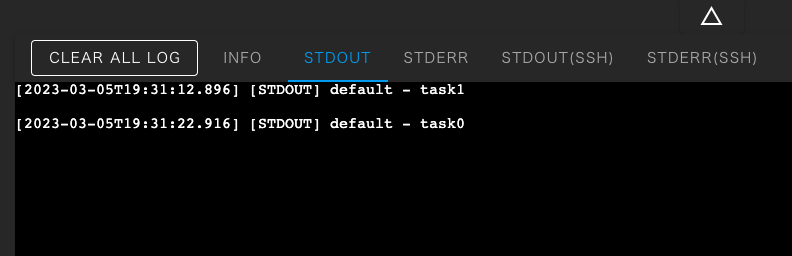 CLEAR ALL LOG INFO STDOUT STDERR STDOUT(SSH) STDERR(SSH)
[2023-03-05T19:31:12.896] [STDOUT] default - task1
[2023-03-05T19:31:22.916] [STDOUT] default - task0